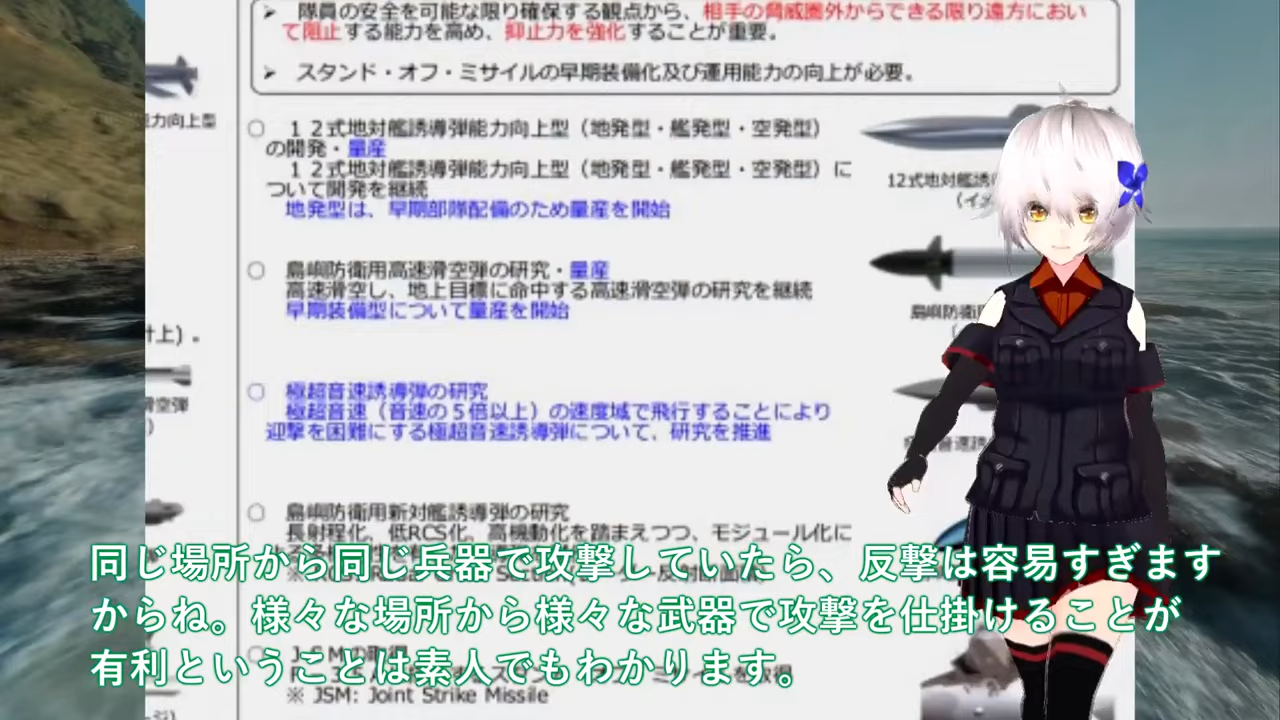 ➢ 隊員の安全を可能な限り確保する観点から、相手の脅威圏外からできる限り遠方におい
て阻止する能力を高め、抑止力を強化することが重要。
➢ スタンド・オフ・ミサイルの早期装備化及び運用能力の向上が必要。
力向上型
○ 12式地対艦誘導弾能力向上型（地発型・艦発型・空発型）
の開発・量産
12式地対艦誘導弾能力向上型（地発型・艦発型・空発型）に
ついて開発を継続
地発型は、早期部隊配備のため量産を開始
12式地対艦誘
（イメ
○ 島嶼防衛用高速滑空弾の研究・量産
高速滑空し、地上目標に命中する高速滑空弾の研究を継続
早期装備型について量産を開始
島嶼防衛
計上）。
滑空弾
○ 極超音速誘導弾の研究
極超音速（音速の５倍以上）の速度域で飛行することにより
迎撃を困難にする極超音速誘導弾について、研究を推進
○ 島嶼防衛用新対艦誘導弾の研究
長射程化、低RCS化、高機動化を踏まえつつ、モジュール化に
同じ場所から同じ兵器で攻撃していたら、反撃は容易すぎます
からね。様々な場所から様々な武器で攻撃を仕掛けることが
有利ということは素人でもわかります。
○ JSMの取得
※ JSM: Joint Strike Missile